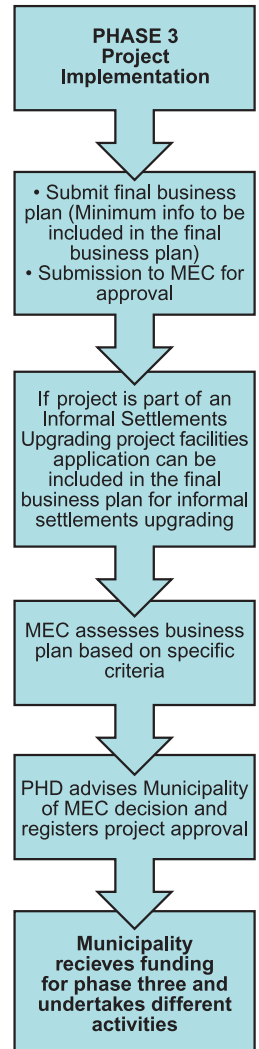 PHASE 3
Project
Implementation
• Submit final business
plan (Minimum info to be
included in the final
business plan)
• Submission to MEC for
approval
If project is part of an
Informal Settlements
Upgrading project facilities
application can be
included in the final
business plan for informal
settlements upgrading
MEC assesses business
plan based on specific
criteria
PHD advises Municipality
of MEC decision and
registers project approval
Municipality
recieves funding
for phase three and
undertakes different
activities